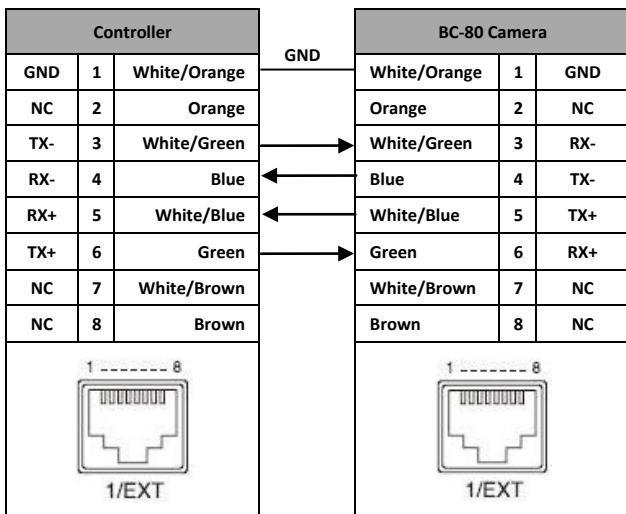 Controller BC-80 Camera
GND
GND 1 White/Orange White/Orange 1 GND
NC 2 Orange Orange 2 NC
TX- 3 White/Green White/Green 3 RX-
RX- 4 Blue Blue 4 TX-
RX+ 5 White/Blue White/Blue 5 TX+
TX+ 6 Green Green 6 RX+
NC 7 White/Brown White/Brown 7 NC
NC 8 Brown Brown 8 NC
1 ------- 8 1 ------- 8
1/EXT 1/EXT